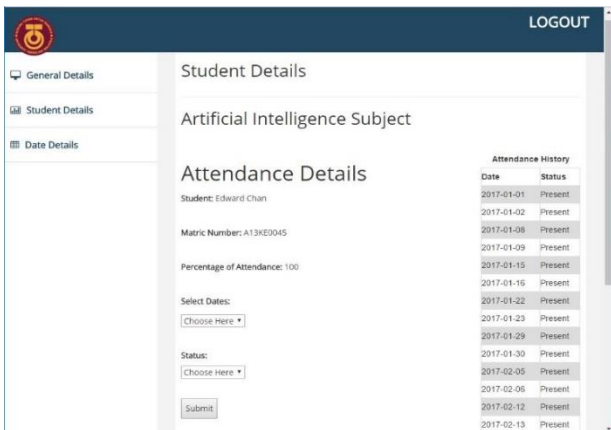 LOGOUT
General Details
Student Details
Date Details
Student Details
Artificial Intelligence Subject
Attendance Details
Student: Edward Chan
Matric Number: A13KE0045
Percentage of Attendance: 100
Select Dates:
Choose Here
Status:
Choose Here
Submit
Attendance History
Date Status
2017-01-01 Present
2017-01-02 Present
2017-01-08 Present
2017-01-09 Present
2017-01-15 Present
2017-01-16 Present
2017-01-22 Present
2017-01-23 Present
2017-01-29 Present
2017-01-30 Present
2017-02-05 Present
2017-02-06 Present
2017-02-12 Present
2017-02-13 Present